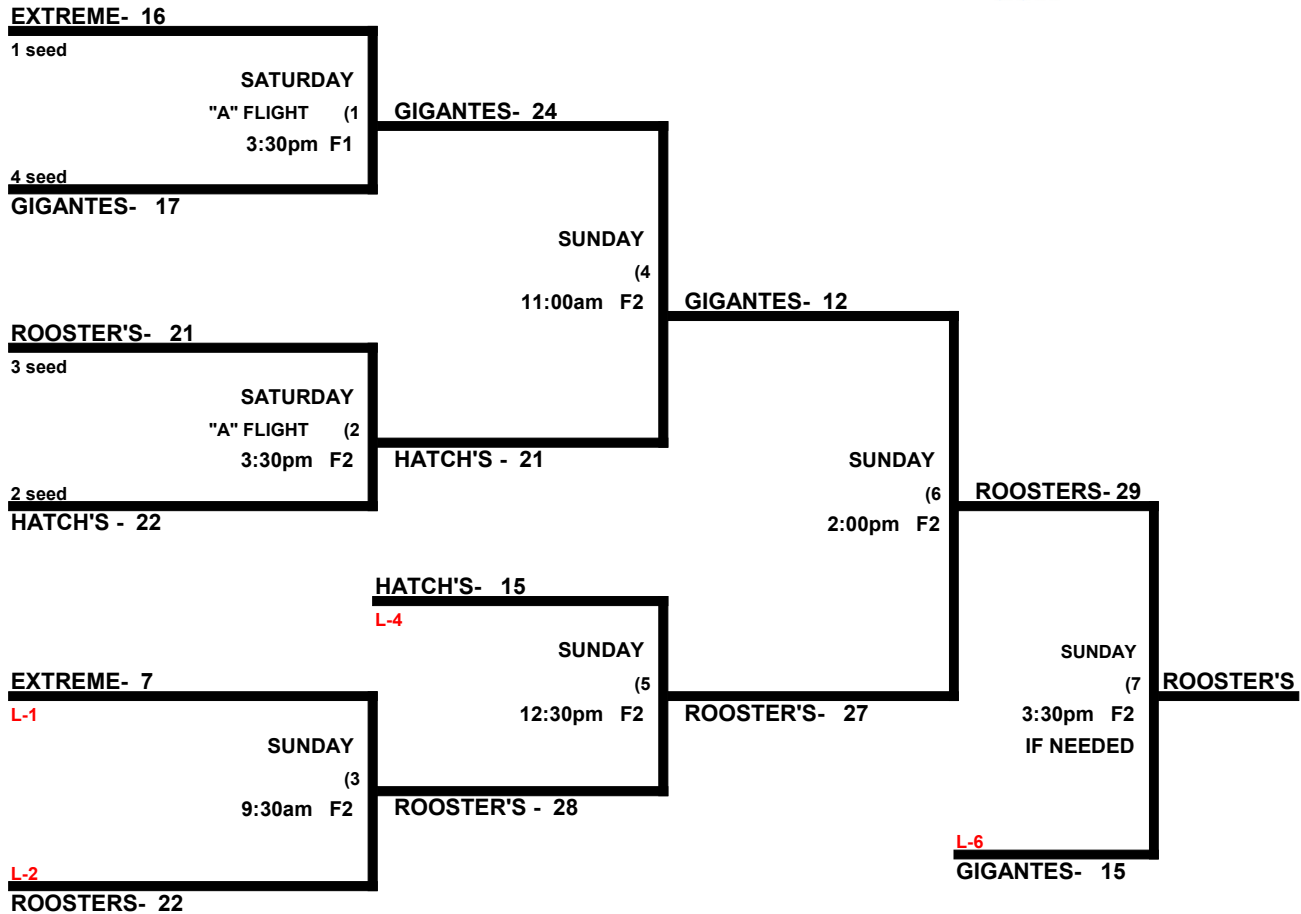 EXTREME- 16
1 seed
SATURDAY
"A" FLIGHT (1
3:30pm F1
4 seed
GIGANTES- 17
GIGANTES- 24
SUNDAY
(4
11:00am F2
ROOSTER'S- 21
3 seed
SATURDAY
"A" FLIGHT (2
3:30pm F2
2 seed
HATCH'S - 22
HATCH'S - 21
GIGANTES- 12
SUNDAY
(6
2:00pm F2
HATCH'S- 15
L-4
SUNDAY
(5
12:30pm F2
EXTREME- 7
L-1
SUNDAY
(3
9:30am F2
L-2
ROOSTERS- 22
ROOSTER'S - 28
ROOSTER'S- 27
ROOSTERS- 29
SUNDAY
(7
3:30pm F2
IF NEEDED
L-6
GIGANTES- 15
ROOSTER'S